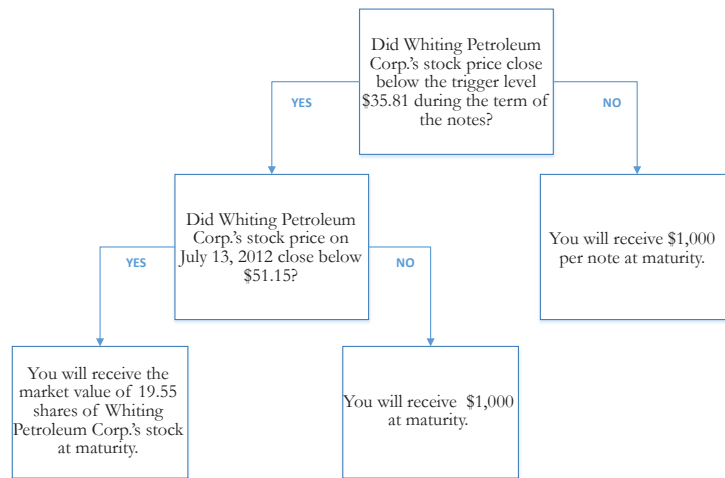 Did Whiting Petroleum
Corp.'s stock price close
below the trigger level
$35.81 during the term of
the notes?
YES
NO
Did Whiting Petroleum
Corp.'s stock price on
July 13, 2012 close below
$51.15?
You will receive $1,000
per note at maturity.
YES
NO
You will receive the
market value of 19.55
shares of Whiting
Petroleum Corp.'s stock
at maturity.
You will receive $1,000
at maturity.